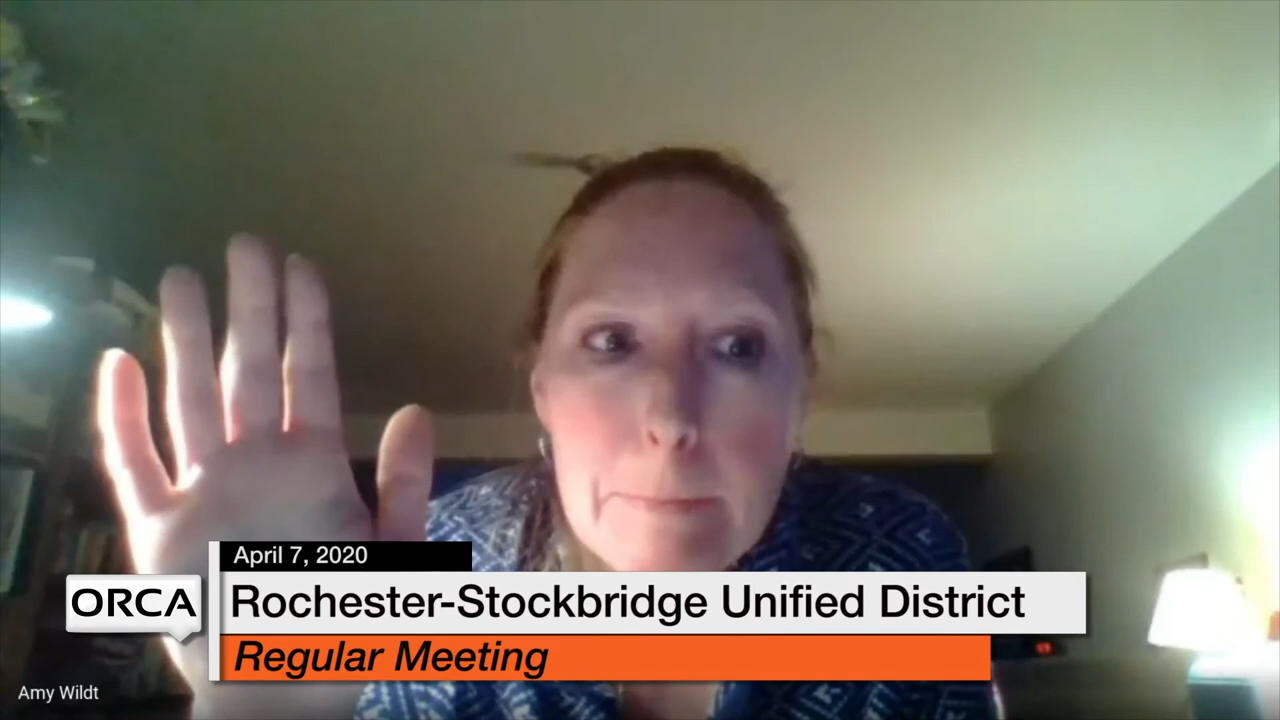 April 7, 2020
ORCA
Rochester-Stockbridge Unified District
Regular Meeting
Amy Wildt